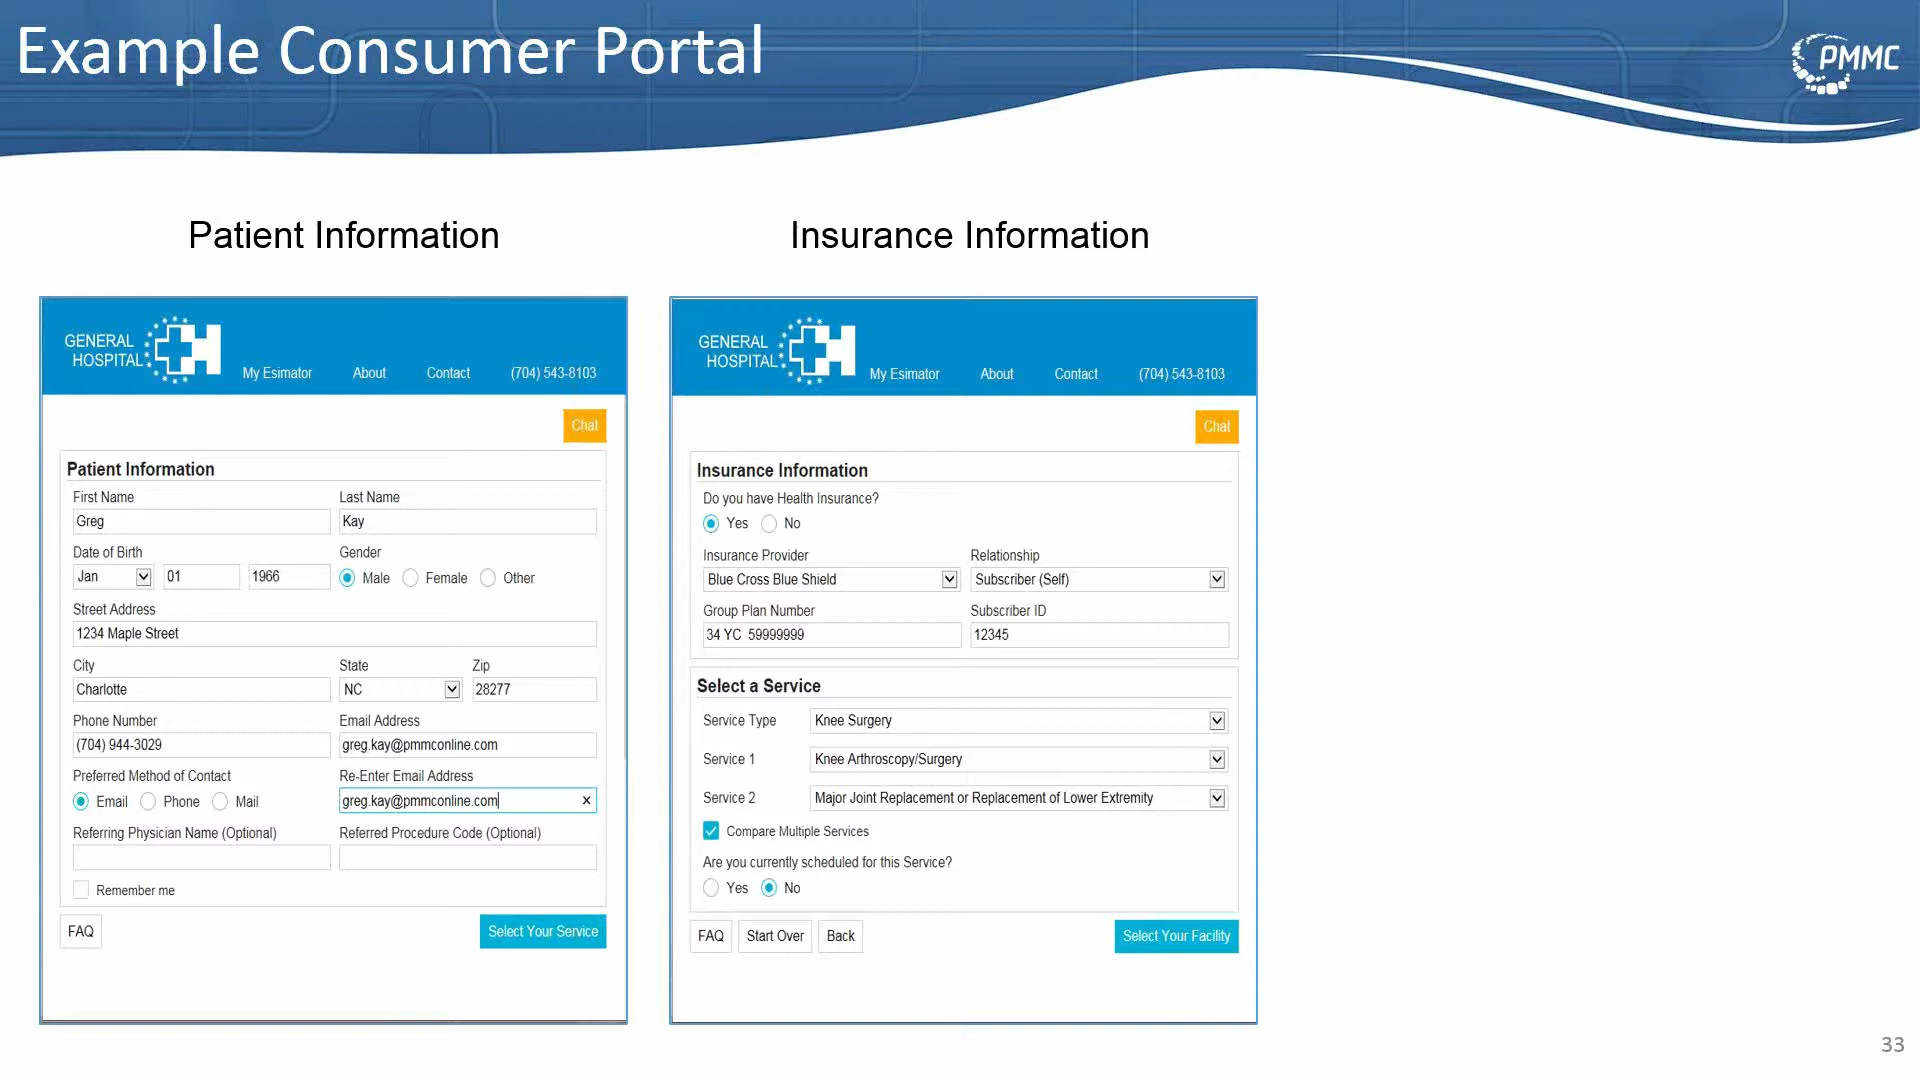 Example Consumer Portal
PMMC
Patient Information
Insurance Information
GENERAL
HOSPITAL
H
My Esimator
About
Contact
(704) 543-8103
Chat
Patient Information
First Name
Last Name
Greg
Kay
Date of Birth
Gender
Jan
01
1966
Male
Female
Other
Street Address
1234 Maple Street
City
State
Zip
Charlotte
NC
28277
Phone Number
Email Address
(704) 944-3029
greg.kay@pmmconline.com
Preferred Method of Contact
Re-Enter Email Address
Email
Phone
Mail
greg.kay@pmmconline.com
x
Referring Physician Name (Optional)
Referred Procedure Code (Optional)
Remember me
FAQ
Select Your Service
GENERAL
HOSPITAL
H
My Esimator
About
Contact
(704) 543-8103
Chat
Insurance Information
Do you have Health Insurance?
Yes
No
Insurance Provider
Relationship
Blue Cross Blue Shield
Subscriber (Self)
Group Plan Number
Subscriber ID
34 YC 59999999
12345
Select a Service
Service Type
Knee Surgery
Service 1
Knee Arthroscopy/Surgery
Service 2
Major Joint Replacement or Replacement of Lower Extremity
Compare Multiple Services
Are you currently scheduled for this Service?
Yes
No
FAQ
Start Over
Back
Select Your Facility
33